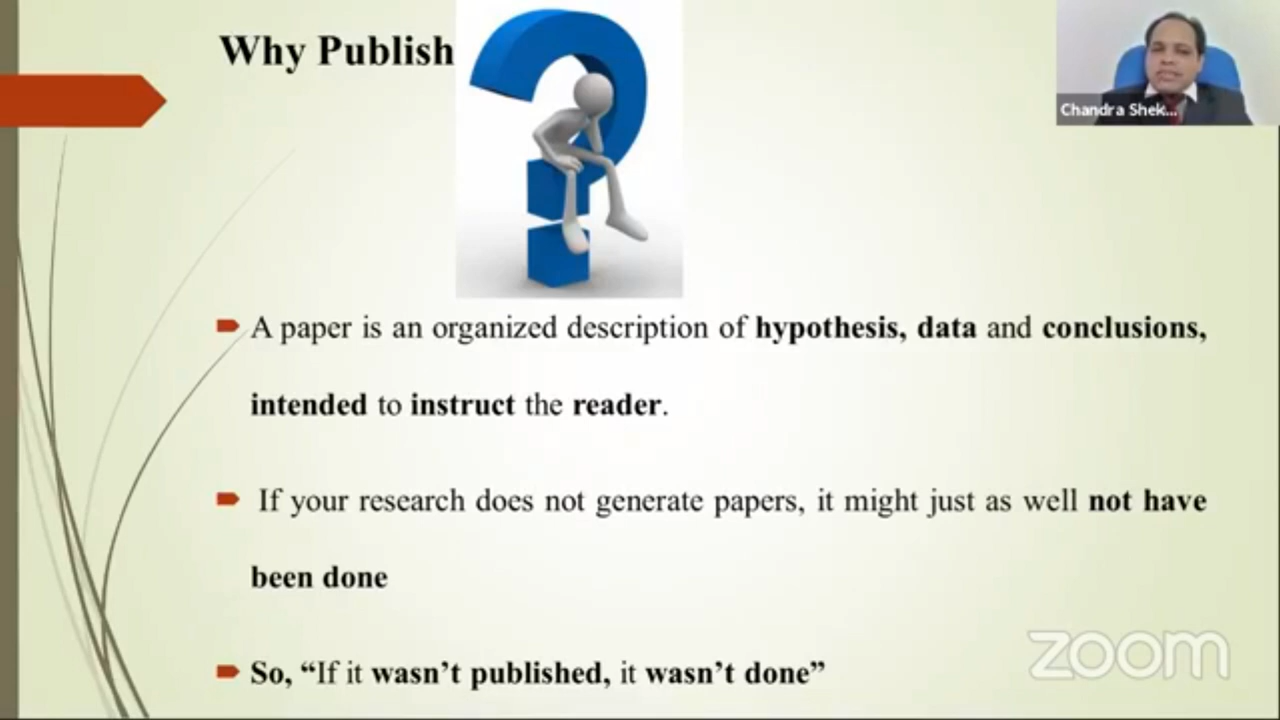 Why Publish
Chandra Shek...
A paper is an organized description of hypothesis, data and conclusions,
intended to instruct the reader.
If your research does not generate papers, it might just as well not have
been done
So, “If it wasn’t published, it wasn’t done”
zoom